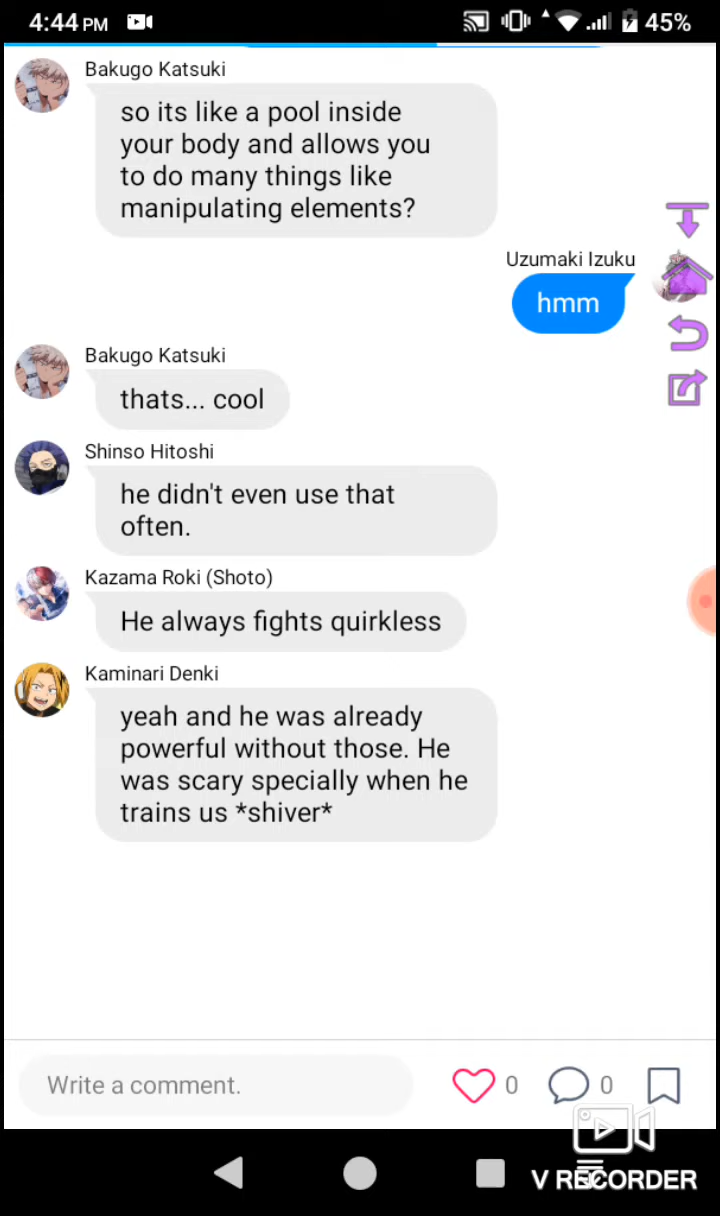 4:44 PM
45%
Bakugo Katsuki
so its like a pool inside
your body and allows you
to do many things like
manipulating elements?
Uzumaki Izuku
hmm
Bakugo Katsuki
thats... cool
Shinso Hitoshi
he didn't even use that
often.
Kazama Roki (Shoto)
He always fights quirkless
Kaminari Denki
yeah and he was already
powerful without those. He
was scary specially when he
trains us *shiver*
Write a comment.
0
0
V RECORDER